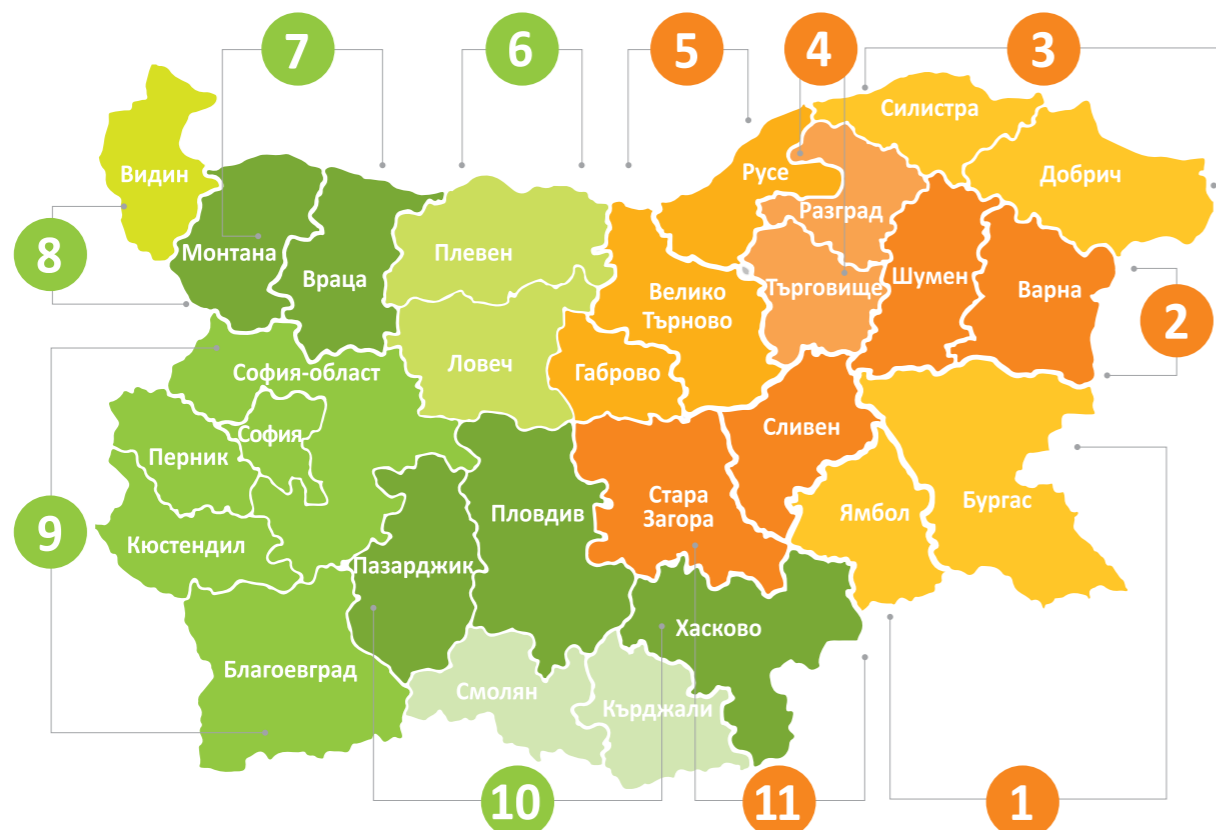 7
6
5
4
3
Силистра
Видин
Русе
Добрич
Разград
8
Монтана
Плевен
Враца
Търговище
Шумен
Варна
Велико
Търново
2
София-област
Ловеч
Габрово
София
Сливен
Перник
Стара
Загора
Бургас
Пловдив
Ямбол
9
Кюстендил
Пазарджик
Хасково
Благоевград
Смолян
Кърджали
10
11
1